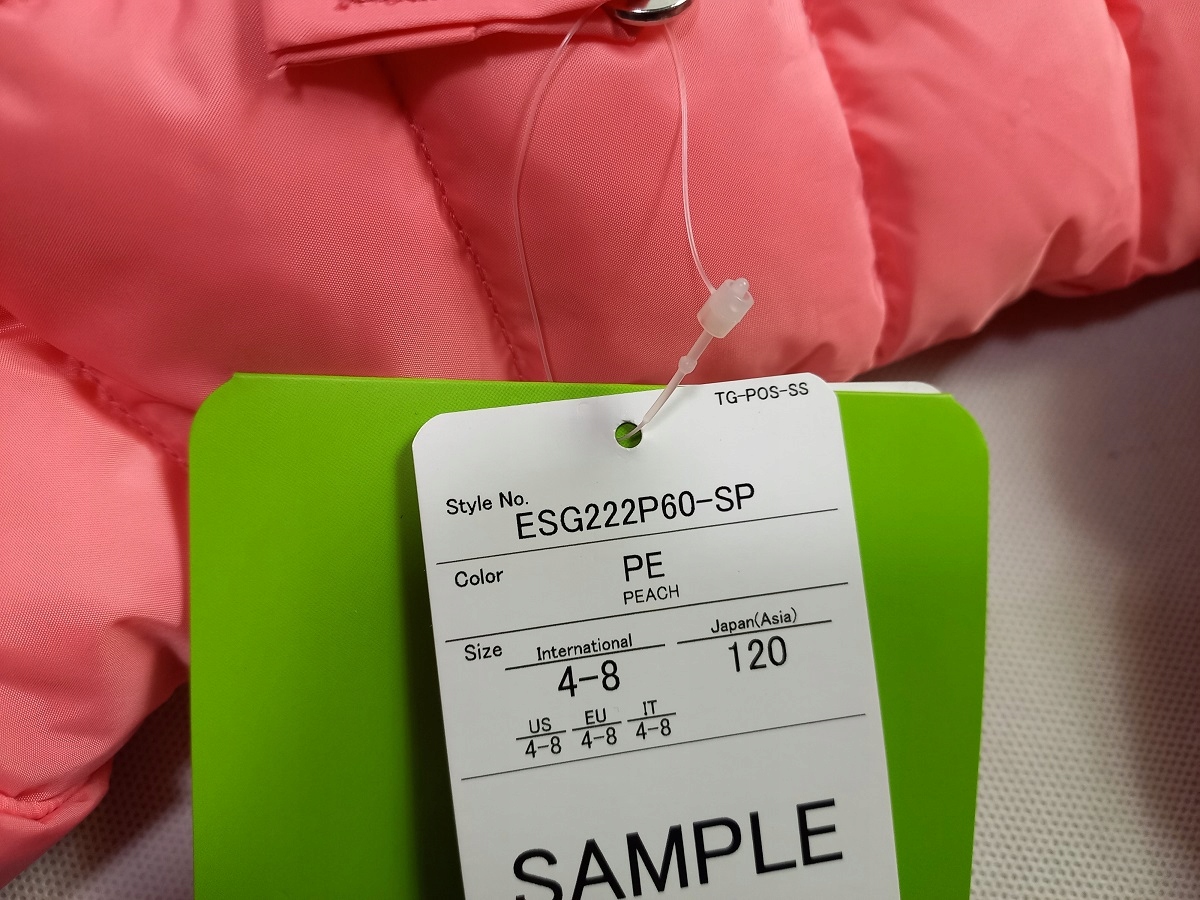 TG-POS-SS
Style No.
ESG222P60-SP
Color
PE
PEACH
Size
International
Japan(Asia)
4-8
120
US EU IT
4-8 4-8 4-8
SAMPLE